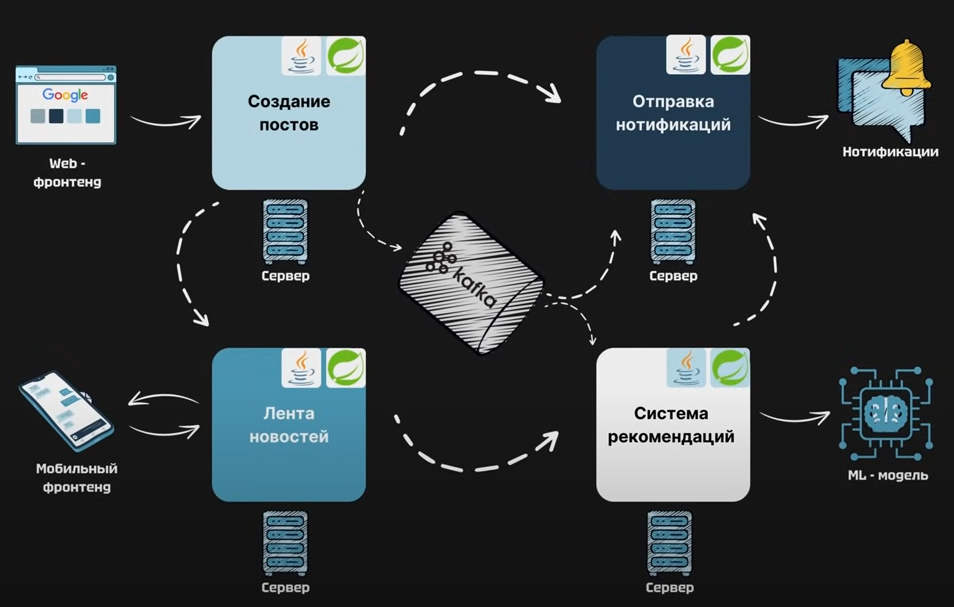 Google
Web -
фронтенд
Создание
постов
Сервер
Отправка
нотификаций
Сервер
Нотификации
kafka
Мобильный
фронтенд
Лента
новостей
Сервер
Система
рекомендаций
Сервер
ML - модель